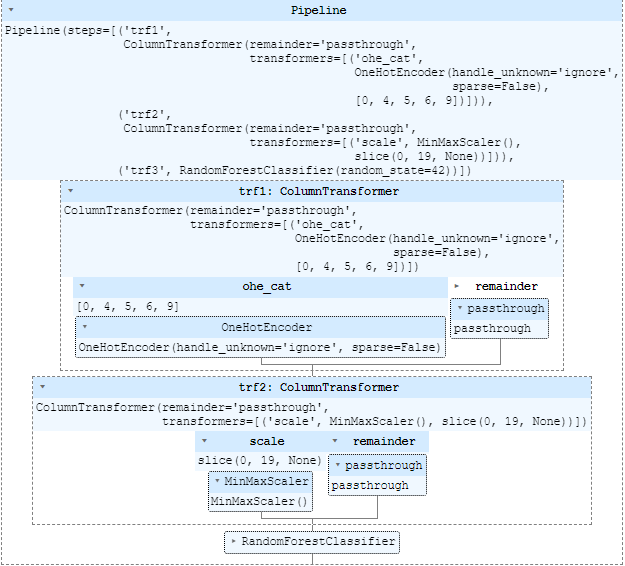 Pipeline
Pipeline(steps=[('trf1',
ColumnTransformer(remainder='passthrough',
transformers=[('ohe_cat',
OneHotEncoder(handle_unknown='ignore',
sparse=False),
[0, 4, 5, 6, 9])])),
('trf2',
ColumnTransformer(remainder='passthrough',
transformers=[('scale', MinMaxScaler(),
slice(0, 19, None))])),
('trf3', RandomForestClassifier(random_state=42))])
trf1: ColumnTransformer
ColumnTransformer(remainder='passthrough',
transformers=[('ohe_cat',
OneHotEncoder(handle_unknown='ignore',
sparse=False),
[0, 4, 5, 6, 9])])
ohe_cat
[0, 4, 5, 6, 9]
OneHotEncoder
OneHotEncoder(handle_unknown='ignore', sparse=False)
remainder
passthrough
passthrough
trf2: ColumnTransformer
ColumnTransformer(remainder='passthrough',
transformers=[('scale', MinMaxScaler(), slice(0, 19, None))])
scale
slice(0, 19, None)
MinMaxScaler
MinMaxScaler()
remainder
passthrough
passthrough
RandomForestClassifier